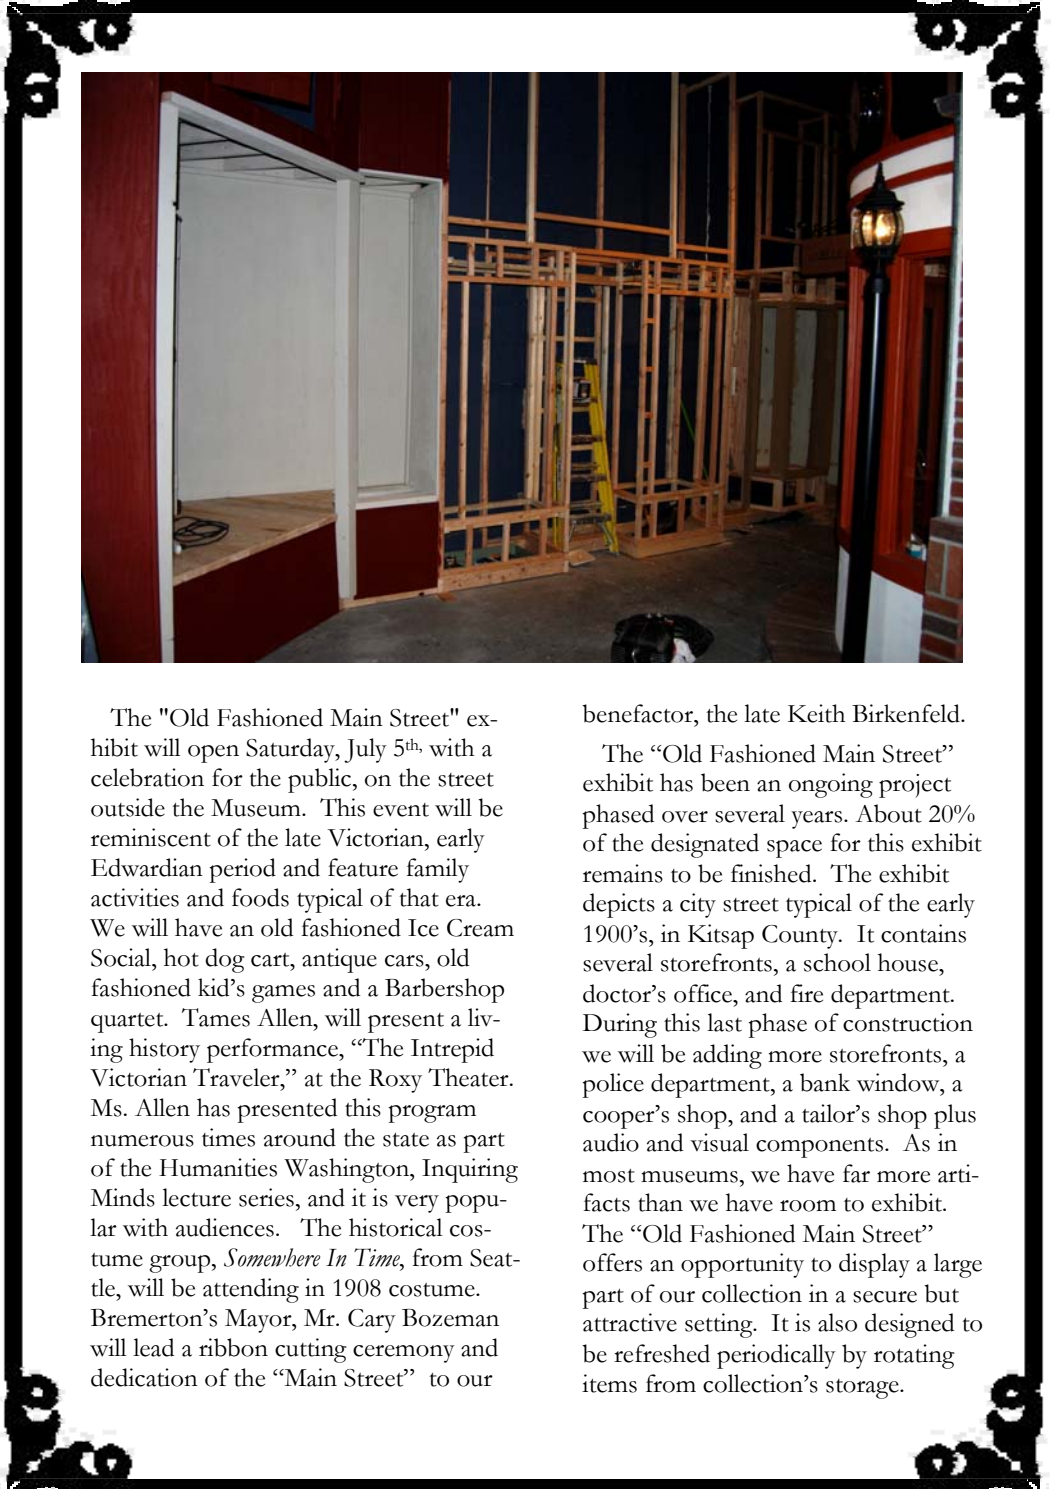 The "Old Fashioned Main Street" ex-
hibit will open Saturday, July 5th, with a
celebration for the public, on the street
outside the Museum.  This event will be
reminiscent of the late Victorian, early
Edwardian period and feature family
activities and foods typical of that era.
We will have an old fashioned Ice Cream
Social, hot dog cart, antique cars, old
fashioned kid’s games and a Barbershop
quartet.  Tames Allen, will present a liv-
ing history performance, “The Intrepid
Victorian Traveler,” at the Roxy Theater.
Ms. Allen has presented this program
numerous times around the state as part
of the Humanities Washington, Inquiring
Minds lecture series, and it is very popu-
lar with audiences.   The historical cos-
tume group, Somewhere In Time, from Seat-
tle, will be attending in 1908 costume.
Bremerton’s Mayor, Mr. Cary Bozeman
will lead a ribbon cutting ceremony and
dedication of the “Main Street”  to our
benefactor, the late Keith Birkenfeld.
The “Old Fashioned Main Street”
exhibit has been an ongoing project
phased over several years. About 20%
of the designated space for this exhibit
remains to be finished.  The exhibit
depicts a city street typical of the early
1900’s, in Kitsap County.  It contains
several storefronts, a school house,
doctor’s office, and fire department.
During this last phase of construction
we will be adding more storefronts, a
police department, a bank window, a
cooper’s shop, and a tailor’s shop plus
audio and visual components.  As in
most museums, we have far more arti-
facts than we have room to exhibit.
The “Old Fashioned Main Street”
offers an opportunity to display a large
part of our collection in a secure but
attractive setting.  It is also designed to
be refreshed periodically by rotating
items from collection’s storage.